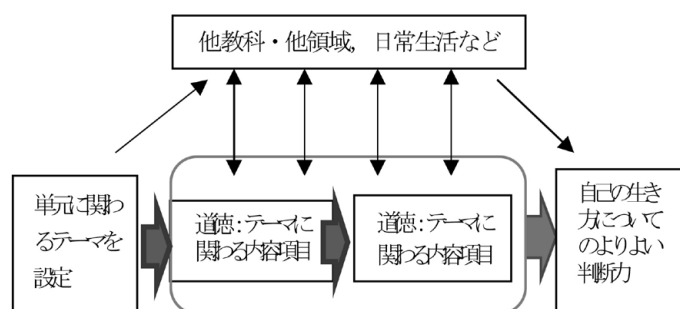 他教科・他領域，日常生活など
単元に関わ
るテーマを
設定
道徳：テーマに
関わる内容項目
道徳：テーマに
関わる内容項目
自己の生き
方について
のよりよい
判断力